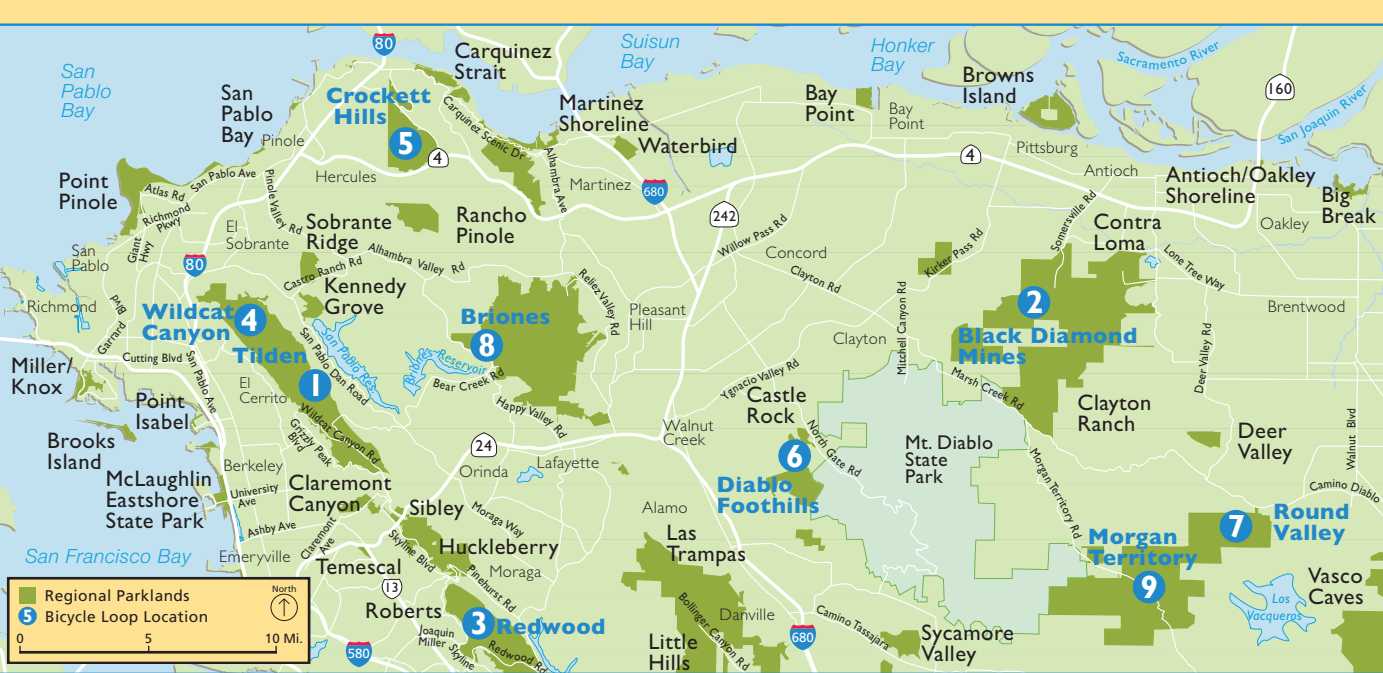 San
Pablo
Bay
80
Carquinez
Strait
Suisun
Bay
Honker
Bay
Sacramento River
San Joaquin River
160
San
Pablo
Bay
Pinole
Crockett
Hills
5
4
Carquinez Scenic Dr
Martinez
Shoreline
Waterbird
Bay
Point
Bay
Point
Browns
Island
4
Pittsburg
Antioch
Antioch/Oakley
Shoreline
Big
Break
Oakley
Point
Pinole
Atlas Rd
San Pablo Ave
Richmond
Pkwy
Giant
Hwy
Pinole Valley Rd
Hercules
Alhambra Ave
Martinez
680
242
Willow Pass Rd
Concord
Clayton Rd
Kirker Pass Rd
Somersville Rd
Contra
Loma
Lone Tree Way
Brentwood
San
Pablo
80
El
Sobrante
Sobrante
Ridge
Rancho
Pinole
Alhambra Valley Rd
Castro Ranch Rd
Kennedy
Grove
Reliez Valley Rd
Pleasant
Hill
Richmond
Garrard
Blvd
Wildcat
Canyon
4
Tilden
1
San Pablo Res.
San Pablo Dan Road
Briones
8
Briones Reservoir
Bear Creek Rd
Clayton
Mitchell Canyon Rd
2
Black Diamond
Mines
Deer Valley Rd
Miller/
Knox
Cutting Blvd
San Pablo Ave
El
Cerrito
Wildcat Canyon Rd
Grizzly Peak
Blvd
Happy Valley Rd
Ygnacio Valley Rd
Castle
Rock
Marsh Creek Rd
Clayton
Ranch
Point
Isabel
Brooks
Island
Walnut
Creek
24
Orinda
Lafayette
North Gate Rd
6
Diablo
Foothills
Mt. Diablo
State
Park
Deer
Valley
Walnut Blvd
Camino Diablo
McLaughlin
Eastshore
State Park
Berkeley
University
Ave
Ashby Ave
Claremont
Canyon
Claremont
Ave
Sibley
Moraga Way
Alamo
Morgan Territory Rd
Round
Valley
7
San Francisco Bay
Emeryville
Temescal
Skyline Blvd
Huckleberry
Moraga
Pinehurst Rd
Las
Trampas
Morgan
Territory
9
Vasco
Caves
Los
Vaqueros
13
Roberts
3
Redwood
Joaquin
Miller
Skyline
Redwood Rd
580
Bollinger Canyon Rd
Danville
Little
Hills
680
Camino Tassajara
Sycamore
Valley
Regional Parklands
5
Bicycle Loop Location
North
0
5
10 Mi.